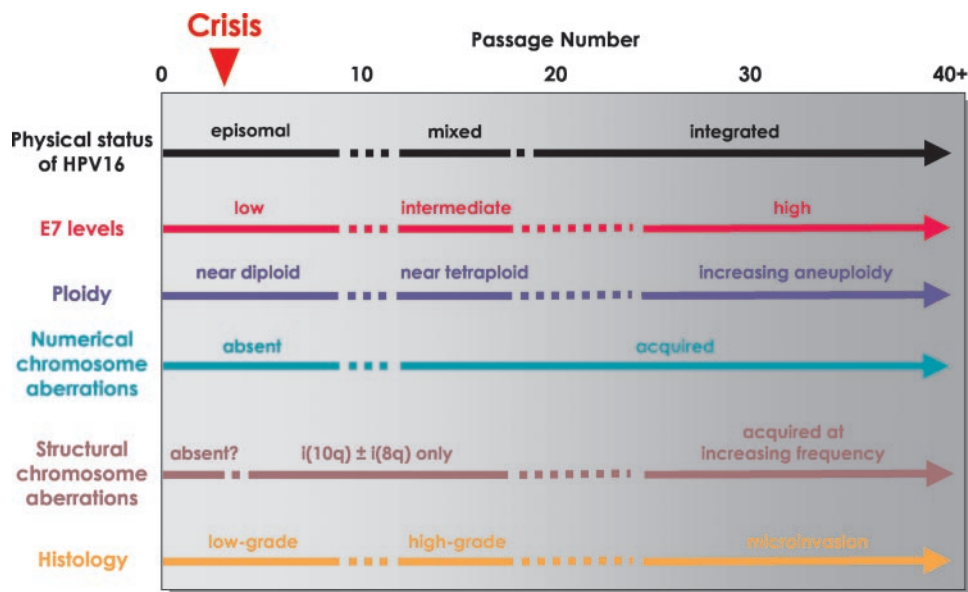 Crisis
Passage Number
0 10 20 30 40+
Physical status
of HPV16
episomal mixed integrated
E7 levels
low intermediate high
Ploidy
near diploid near tetraploid increasing aneuploidy
Numerical
chromosome
aberrations
absent acquired
Structural
chromosome
aberrations
absent? i(10q) ± i(8q) only
acquired at
increasing frequency
Histology
low-grade high-grade microinvasion